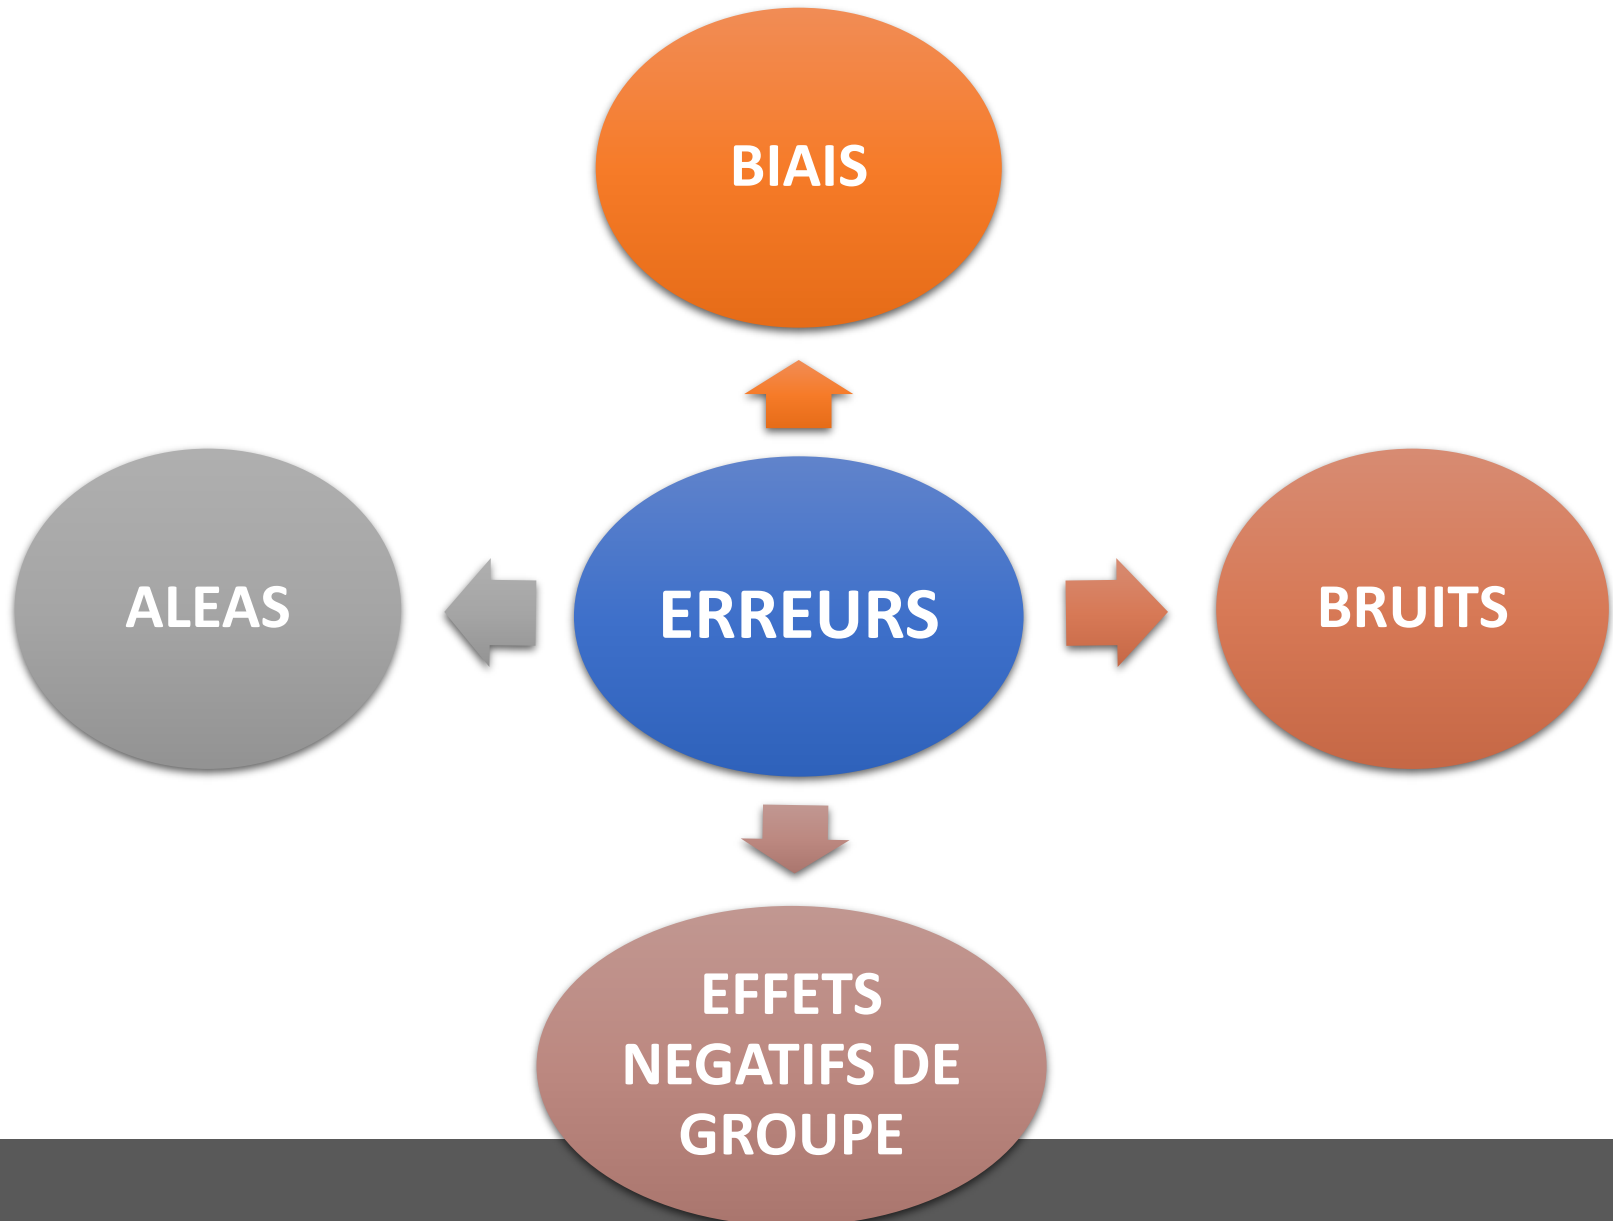 BIAIS
ALEAS
ERREURS
BRUITS
EFFETS
NEGATIFS DE
GROUPE